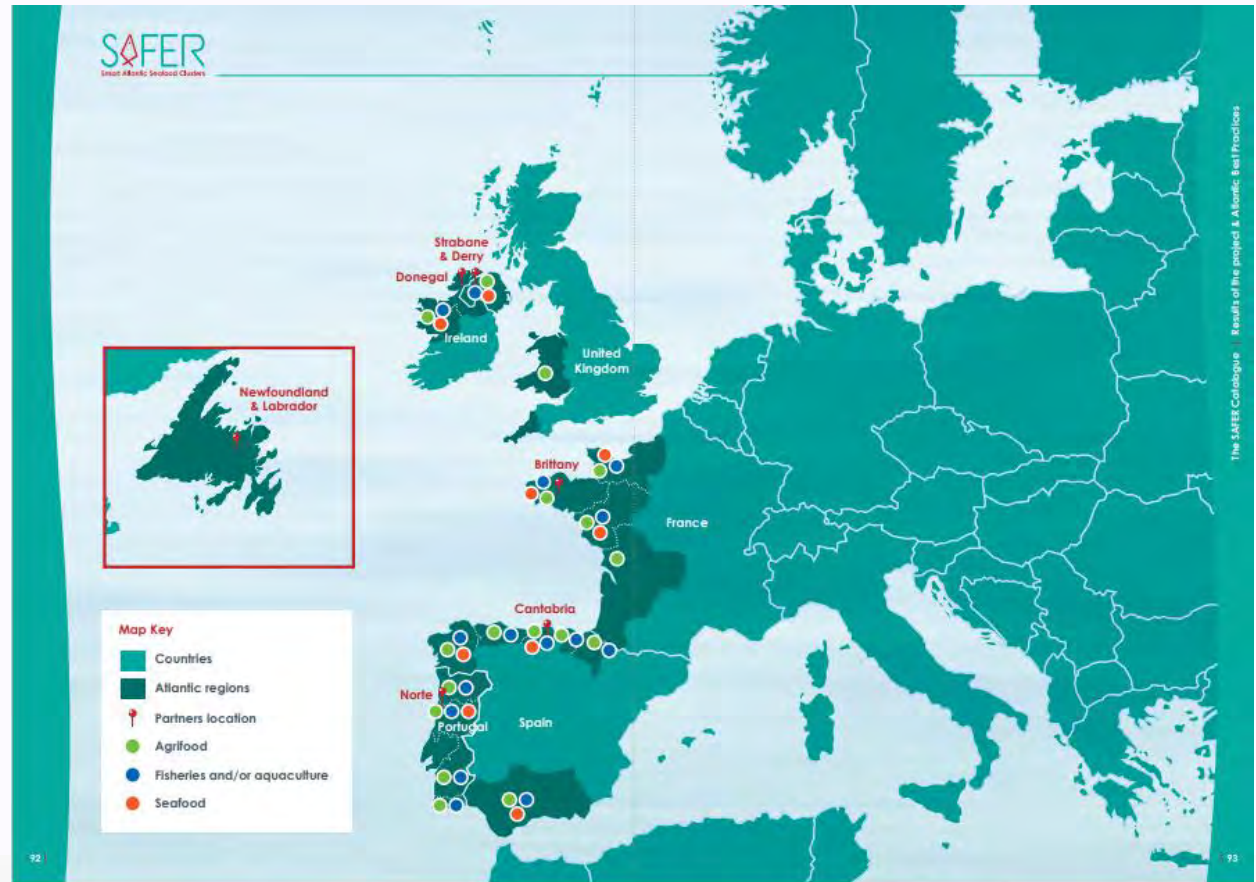 SAFER
Smart Atlantic Seafood Clusters
Strabane
& Derry
Donegal
Ireland
United
Kingdom
Newfoundland
& Labrador
Brittany
France
Cantabria
Norte
Portugal
Spain
Map Key
Countries
Atlantic regions
Partners location
Agrifood
Fisheries and/or aquaculture
Seafood
The SAFER Catalogue | Results of the project & Atlantic Best Practices
92 |
| 93